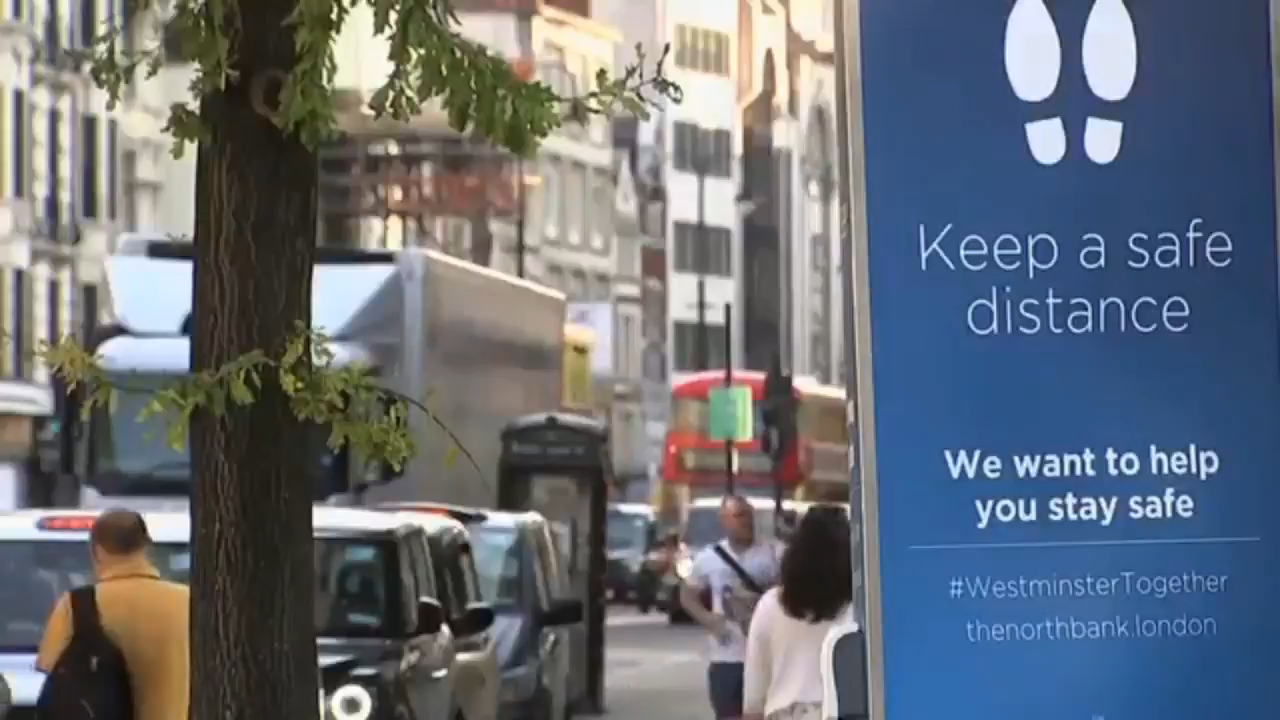 Keep a safe
distance
We want to help
you stay safe
#WestminsterTogether
thenorthbank.london